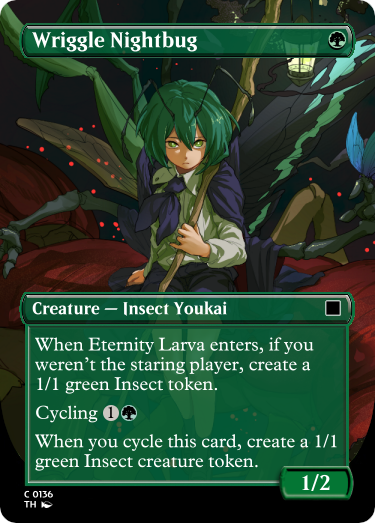 Wriggle Nightbug
Creature — Insect Youkai
When Eternity Larva enters, if you
weren't the staring player, create a
1/1 green Insect token.
Cycling 1
When you cycle this card, create a 1/1
green Insect creature token.
1/2
C 0136
TH